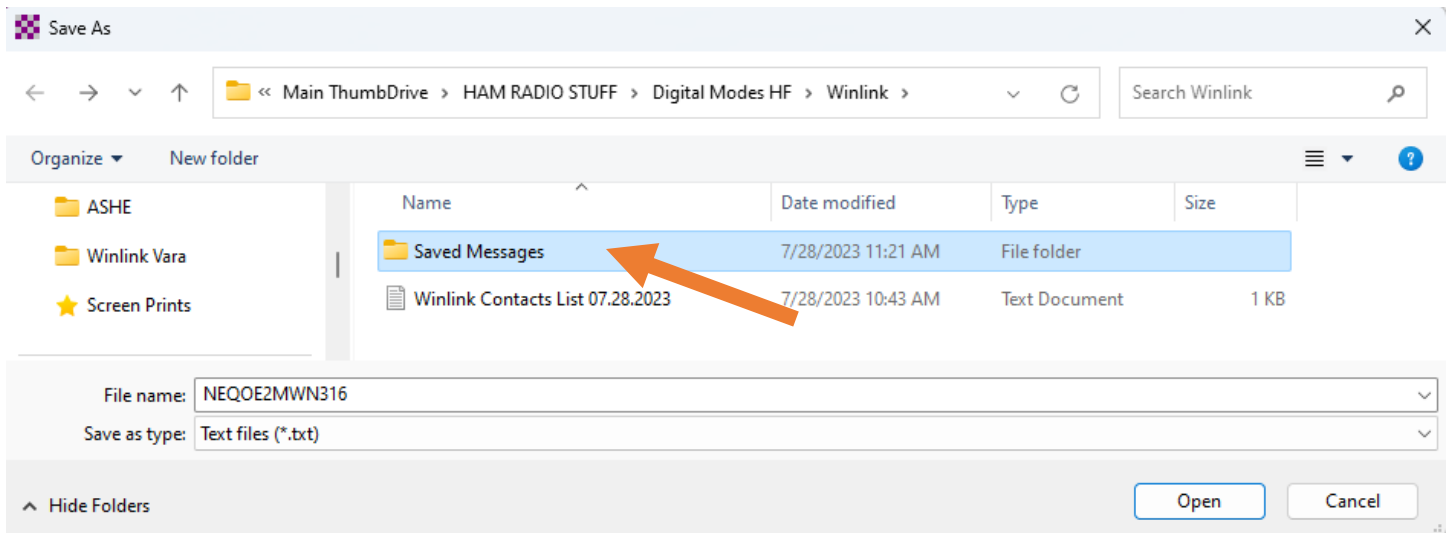 Save As
« Main ThumbDrive > HAM RADIO STUFF > Digital Modes HF > Winlink >
Search Winlink
Organize
New folder
?
ASHE
Winlink Vara
Screen Prints
Name Date modified Type Size
Saved Messages 7/28/2023 11:21 AM File folder
Winlink Contacts List 07.28.2023 7/28/2023 10:43 AM Text Document 1 KB
File name: NEQOE2MWN316
Save as type: Text files (*.txt)
Hide Folders
Open Cancel